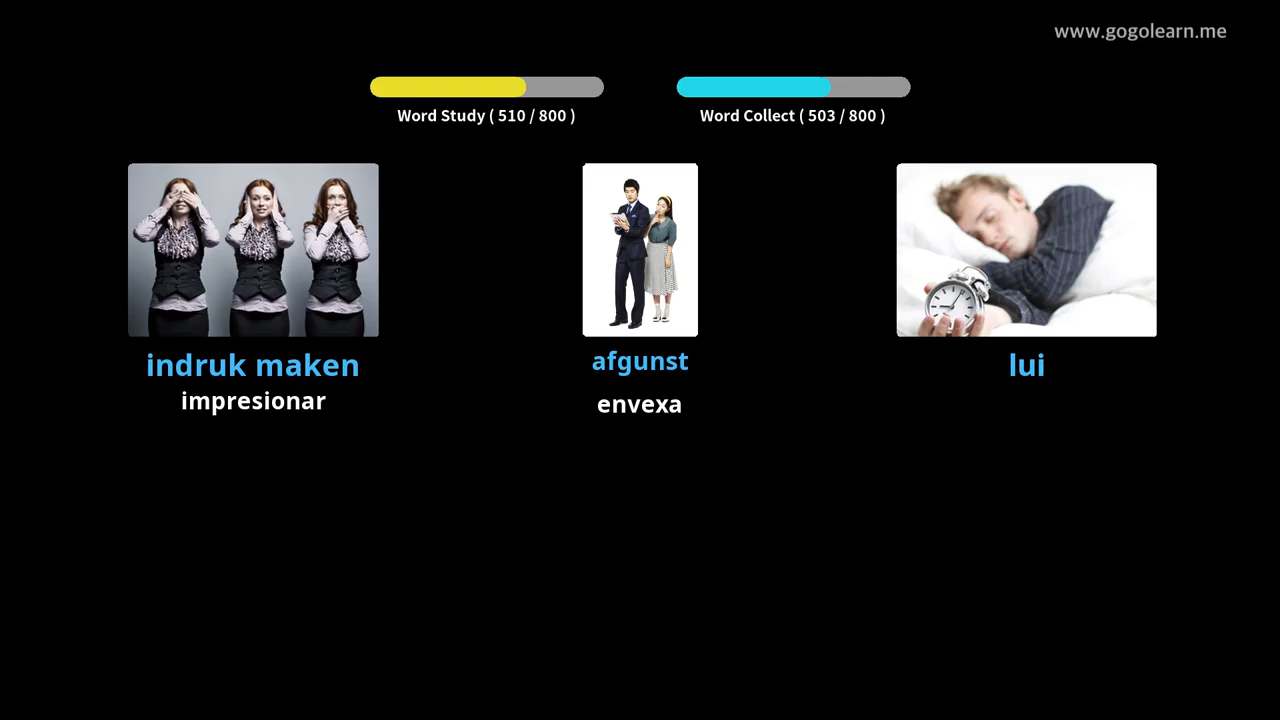 www.gogolearn.me
Word Study ( 510 / 800 )
Word Collect ( 503 / 800 )
indruk maken
impresionar
afgunst
envexa
lui